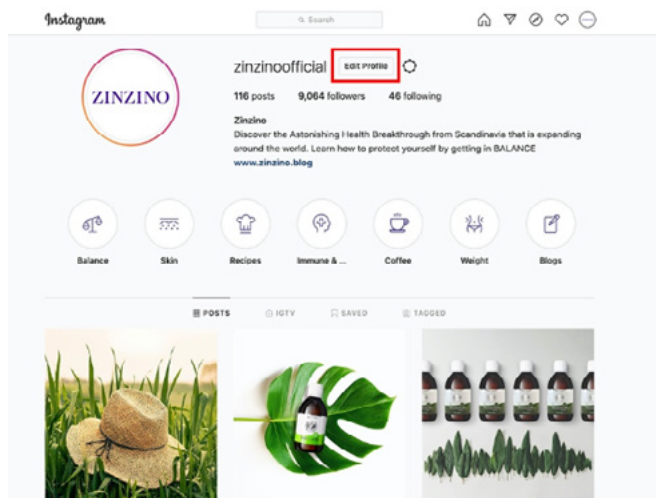 Instagram
Search
zinzinoofficial Edit Profile
116 posts 9,064 followers 46 following
ZINZINO
Zinzino
Discover the Astonishing Health Breakthrough from Scandinavia that is expanding
around the world. Learn how to protect yourself by getting in BALANCE
www.zinzino.blog
Balance Skin Recipes Immune & ... Coffee Weight Blogs
POSTS IGTV SAVED TAGGED